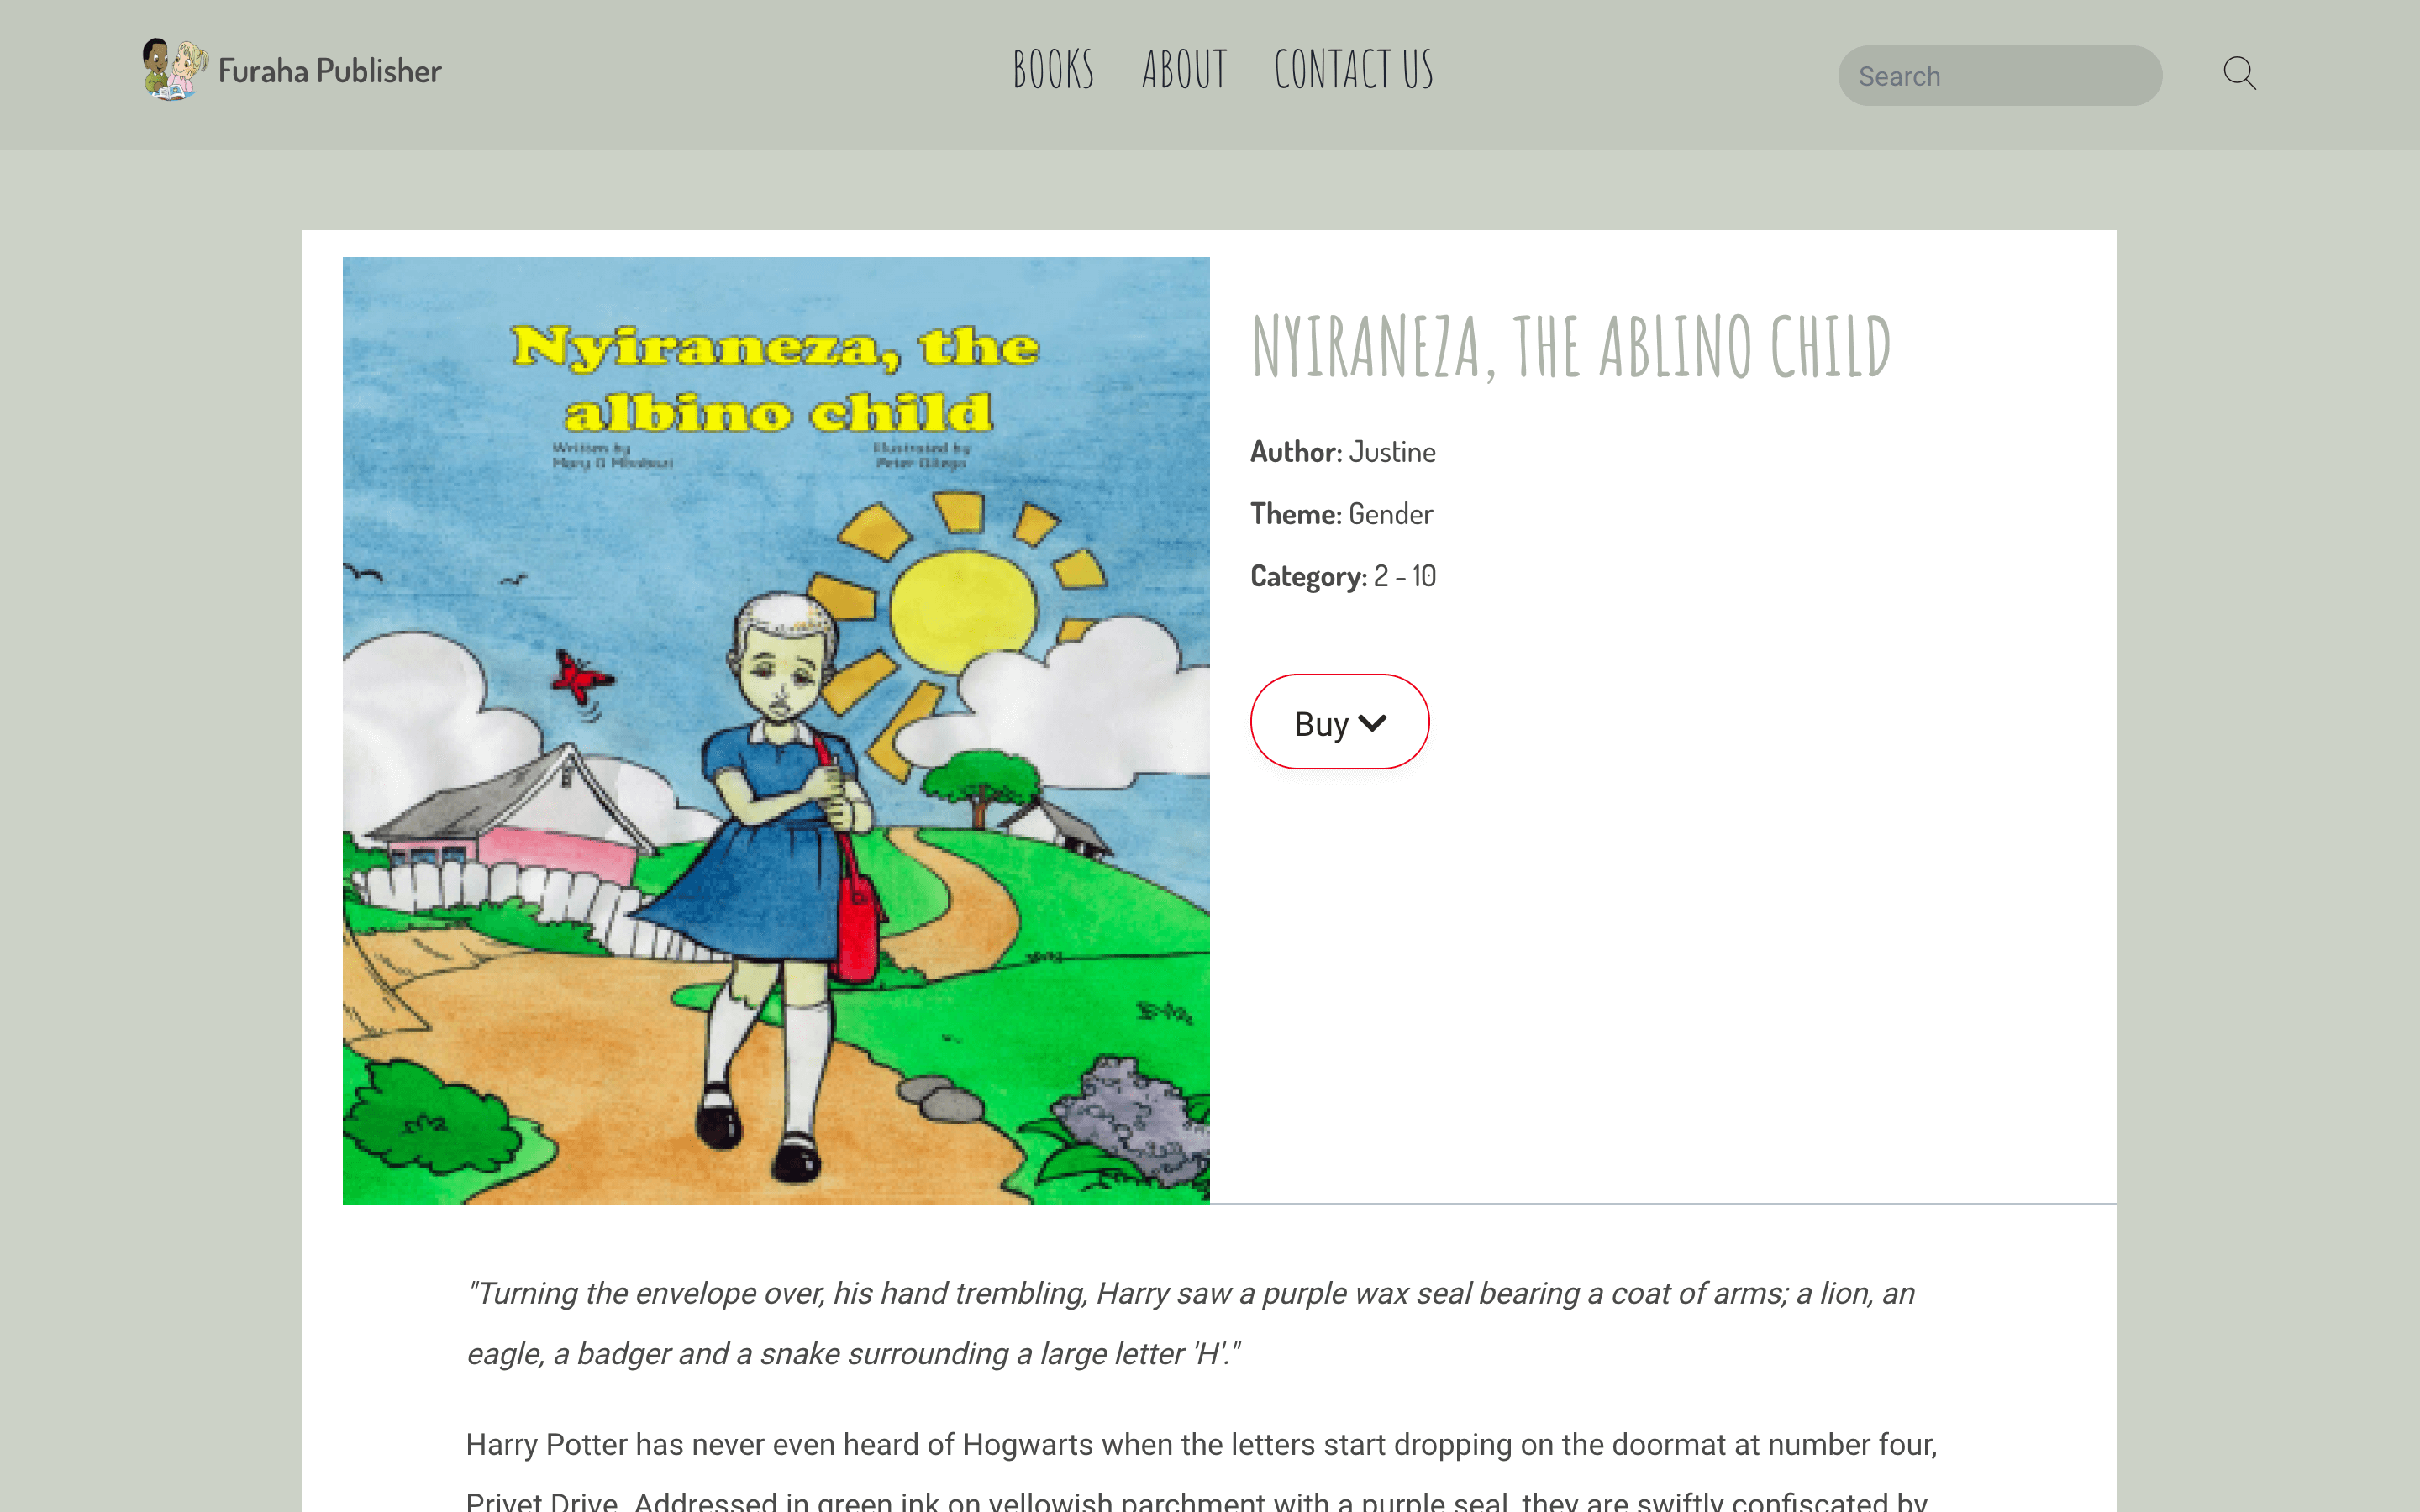 Furaha Publisher
BOOKS ABOUT CONTACT US
Search
Nyiraneza, the
albino child
Written by
Illustrated by
Mary
Peter
NYIRANEZA, THE ABLINO CHILD
Author: Justine
Theme: Gender
Category: 2 - 10
Buy
"Turning the envelope over, his hand trembling, Harry saw a purple wax seal bearing a coat of arms; a lion, an
eagle, a badger and a snake surrounding a large letter 'H'."
Harry Potter has never even heard of Hogwarts when the letters start dropping on the doormat at number four,
Privet Drive. Addressed in green ink on yellowish parchment with a purple seal, they are swiftly confiscated by